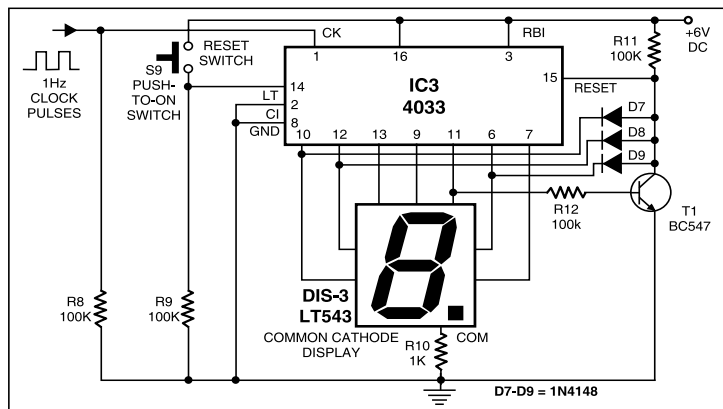 CK
RBI
+6V
DC
R11
100K
RESET
SWITCH
1
16
3
S9
PUSH-
TO-ON
SWITCH
1Hz
CLOCK
PULSES
IC3
4033
15
RESET
14
LT
2
CI
8
GND
10
12
13
9
11
6
7
D7
D8
D9
R12
100k
T1
BC547
R8
100K
R9
100K
DIS-3
LT543
COMMON CATHODE
DISPLAY
COM
R10
1K
D7-D9 = 1N4148